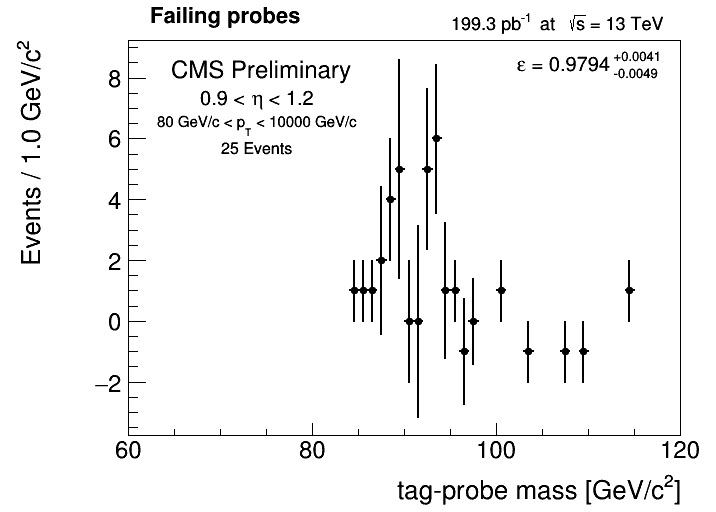 Failing probes
199.3 pb⁻¹ at √s = 13 TeV
CMS Preliminary
ε = 0.9794 +0.0041 -0.0049
0.9 < η < 1.2
80 GeV/c < p_T < 10000 GeV/c
25 Events
Events / 1.0 GeV/c²
8
6
4
2
0
−2
60 80 100 120
tag-probe mass [GeV/c²]